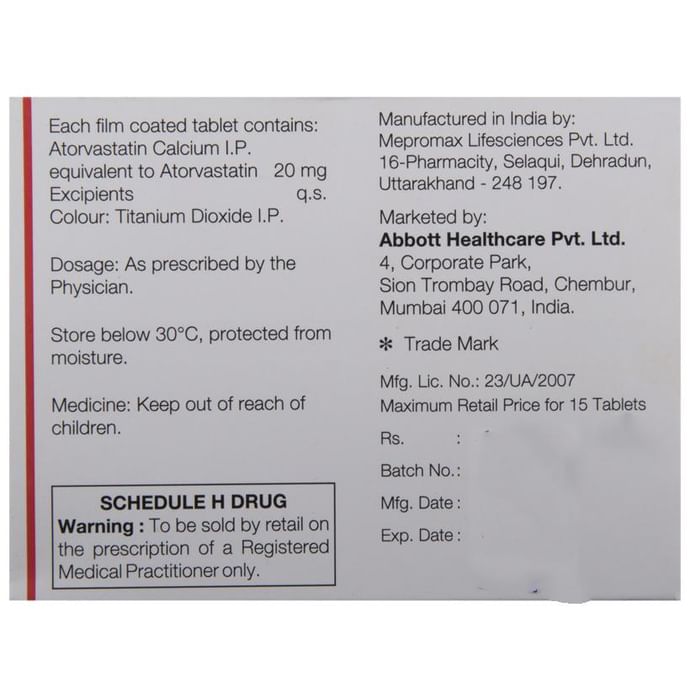 Each film coated tablet contains:
Atorvastatin Calcium I.P.
equivalent to Atorvastatin 20 mg
Excipients q.s.
Colour: Titanium Dioxide I.P.
Dosage: As prescribed by the
Physician.
Store below 30°C, protected from
moisture.
Medicine: Keep out of reach of
children.
SCHEDULE H DRUG
Warning : To be sold by retail on
the prescription of a Registered
Medical Practitioner only.
Manufactured in India by:
Mepromax Lifesciences Pvt. Ltd.
16-Pharmacity, Selaqui, Dehradun,
Uttarakhand - 248 197.
Marketed by:
Abbott Healthcare Pvt. Ltd.
4, Corporate Park,
Sion Trombay Road, Chembur,
Mumbai 400 071, India.
* Trade Mark
Mfg. Lic. No.: 23/UA/2007
Maximum Retail Price for 15 Tablets
Rs. :
Batch No.:
Mfg. Date :
Exp. Date :